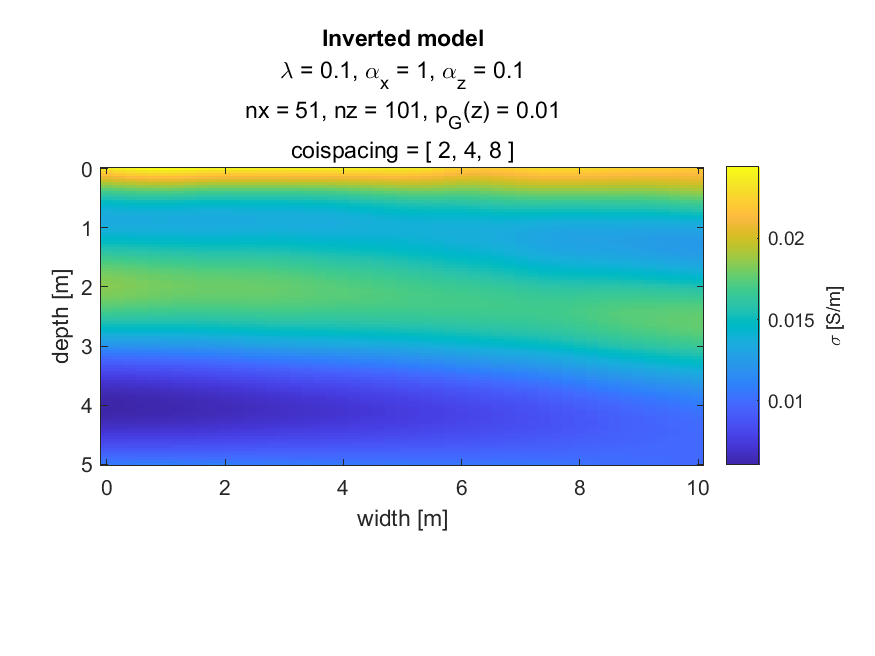 Inverted model
λ = 0.1, αx = 1, αz = 0.1
nx = 51, nz = 101, pG(z) = 0.01
coispacing = [ 2, 4, 8 ]
0
1
2
3
4
5
depth [m]
0 2 4 6 8 10
width [m]
0.02
0.015
0.01
σ [S/m]